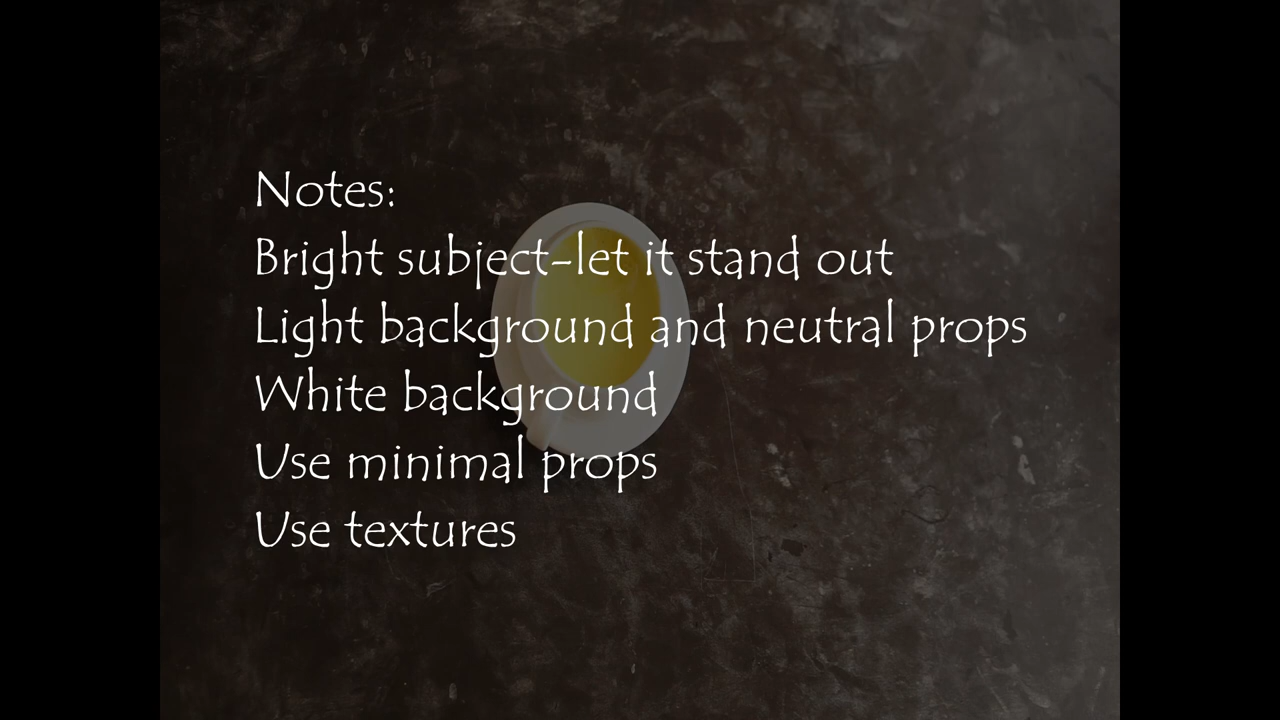 Notes:
Bright subject-let it stand out
Light background and neutral props
White background
Use minimal props
Use textures